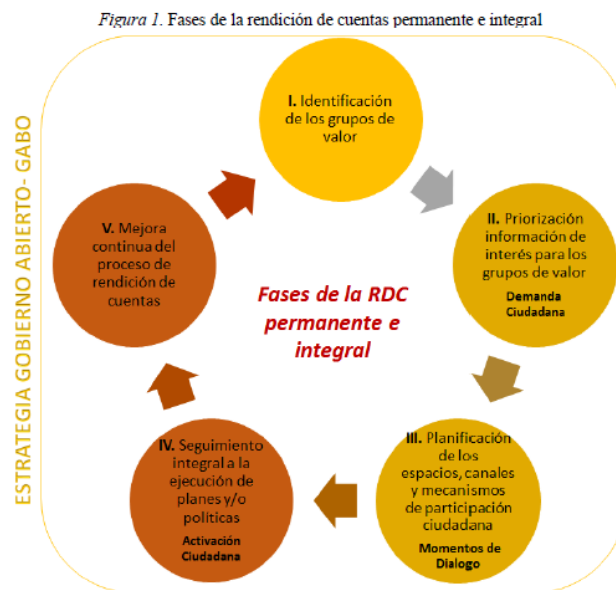 Figura 1. Fases de la rendición de cuentas permanente e integral
ESTRATEGIA GOBIERNO ABIERTO- GABO
I. Identificación
de los grupos de
valor
II. Priorización
información de
interés para los
grupos de valor
Demanda
Ciudadana
III. Planificación
de los
espacios, canales
y mecanismos
de participación
ciudadana
Momentos de
Dialogo
IV. Seguimiento
integral a la
ejecución de
planes y/o
políticas
Activación
Ciudadana
V. Mejora
continua del
proceso de
rendición de
cuentas
Fases de la RDC
permanente e
integral